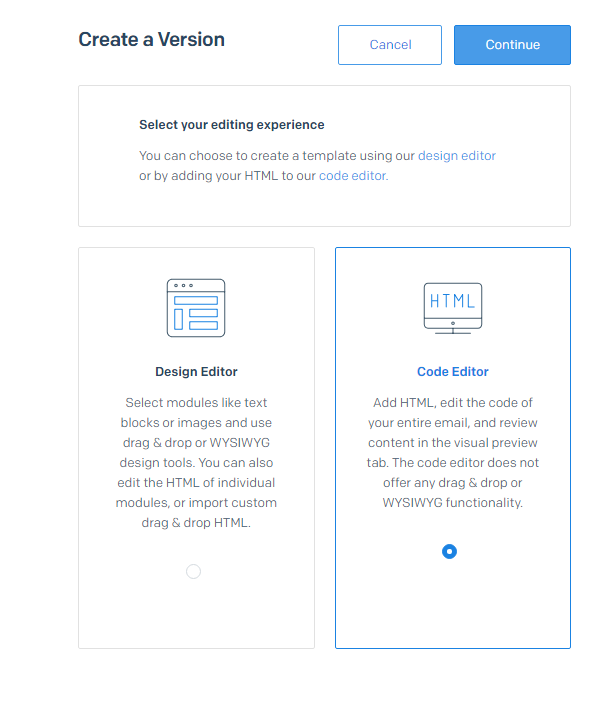 Create a Version
Cancel
Continue
Select your editing experience
You can choose to create a template using our design editor
or by adding your HTML to our code editor.
Design Editor
Select modules like text
blocks or images and use
drag & drop or WYSIWYG
design tools. You can also
edit the HTML of individual
modules, or import custom
drag & drop HTML.
HTML
Code Editor
Add HTML, edit the code of
your entire email, and review
content in the visual preview
tab. The code editor does not
offer any drag & drop or
WYSIWYG functionality.